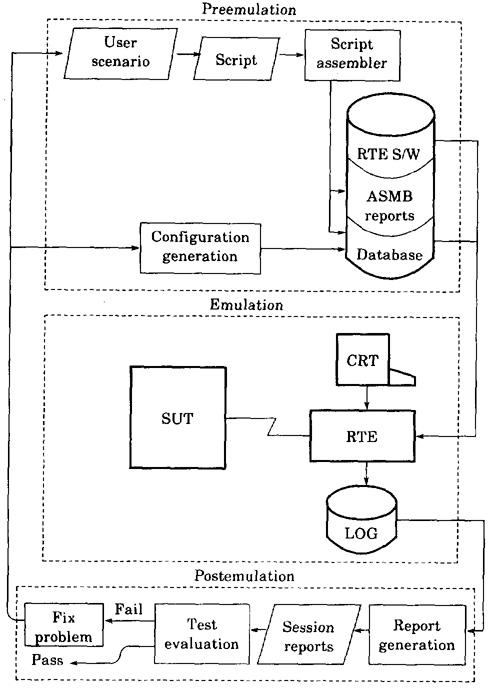 Preemulation
User
scenario
Script
Script
assembler
RTE S/W
ASMB
reports
Database
Configuration
generation
Emulation
CRT
SUT
RTE
LOG
Postemulation
Fix
problem
Fail
Pass
Test
evaluation
Session
reports
Report
generation